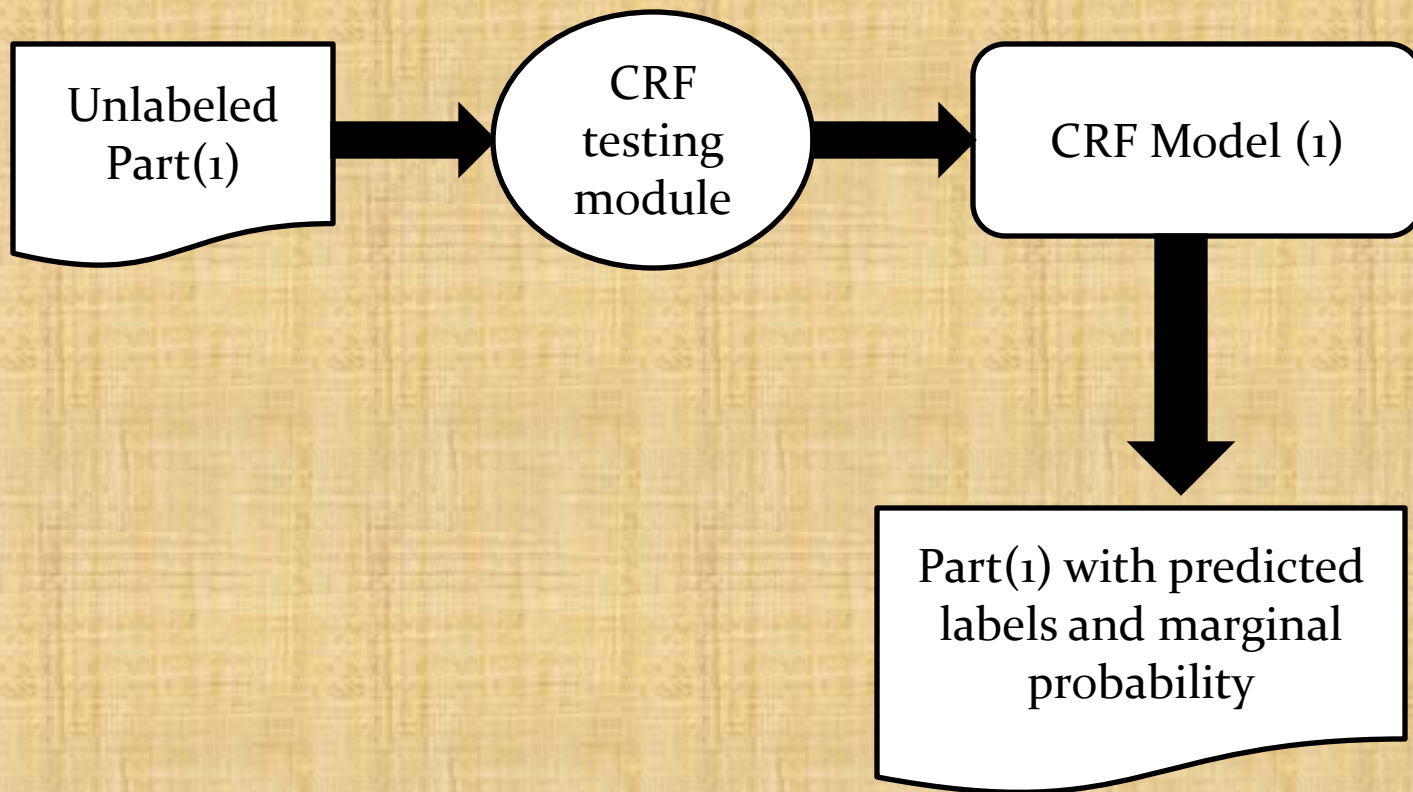 Unlabeled
Part(1)
CRF
testing
module
CRF Model (1)
Part(1) with predicted
labels and marginal
probability